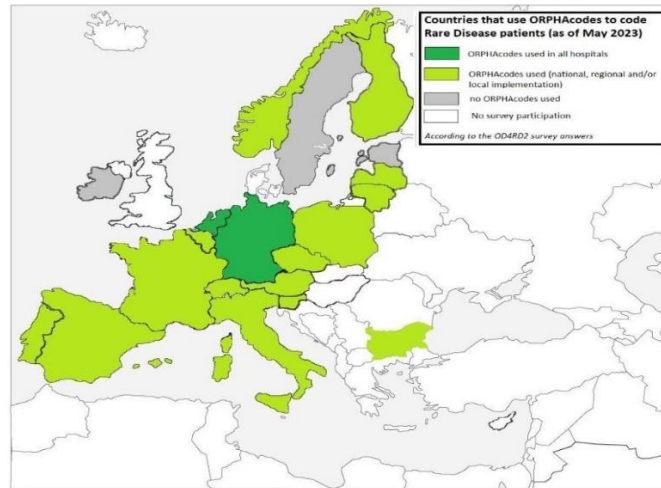 Countries that use ORPHAcodes to code
Rare Disease patients (as of May 2023)
ORPHAcodes used in all hospitals
ORPHAcodes used (national, regional and/or
local implementation)
no ORPHAcodes used
No survey participation
According to the OD4RD2 survey answers